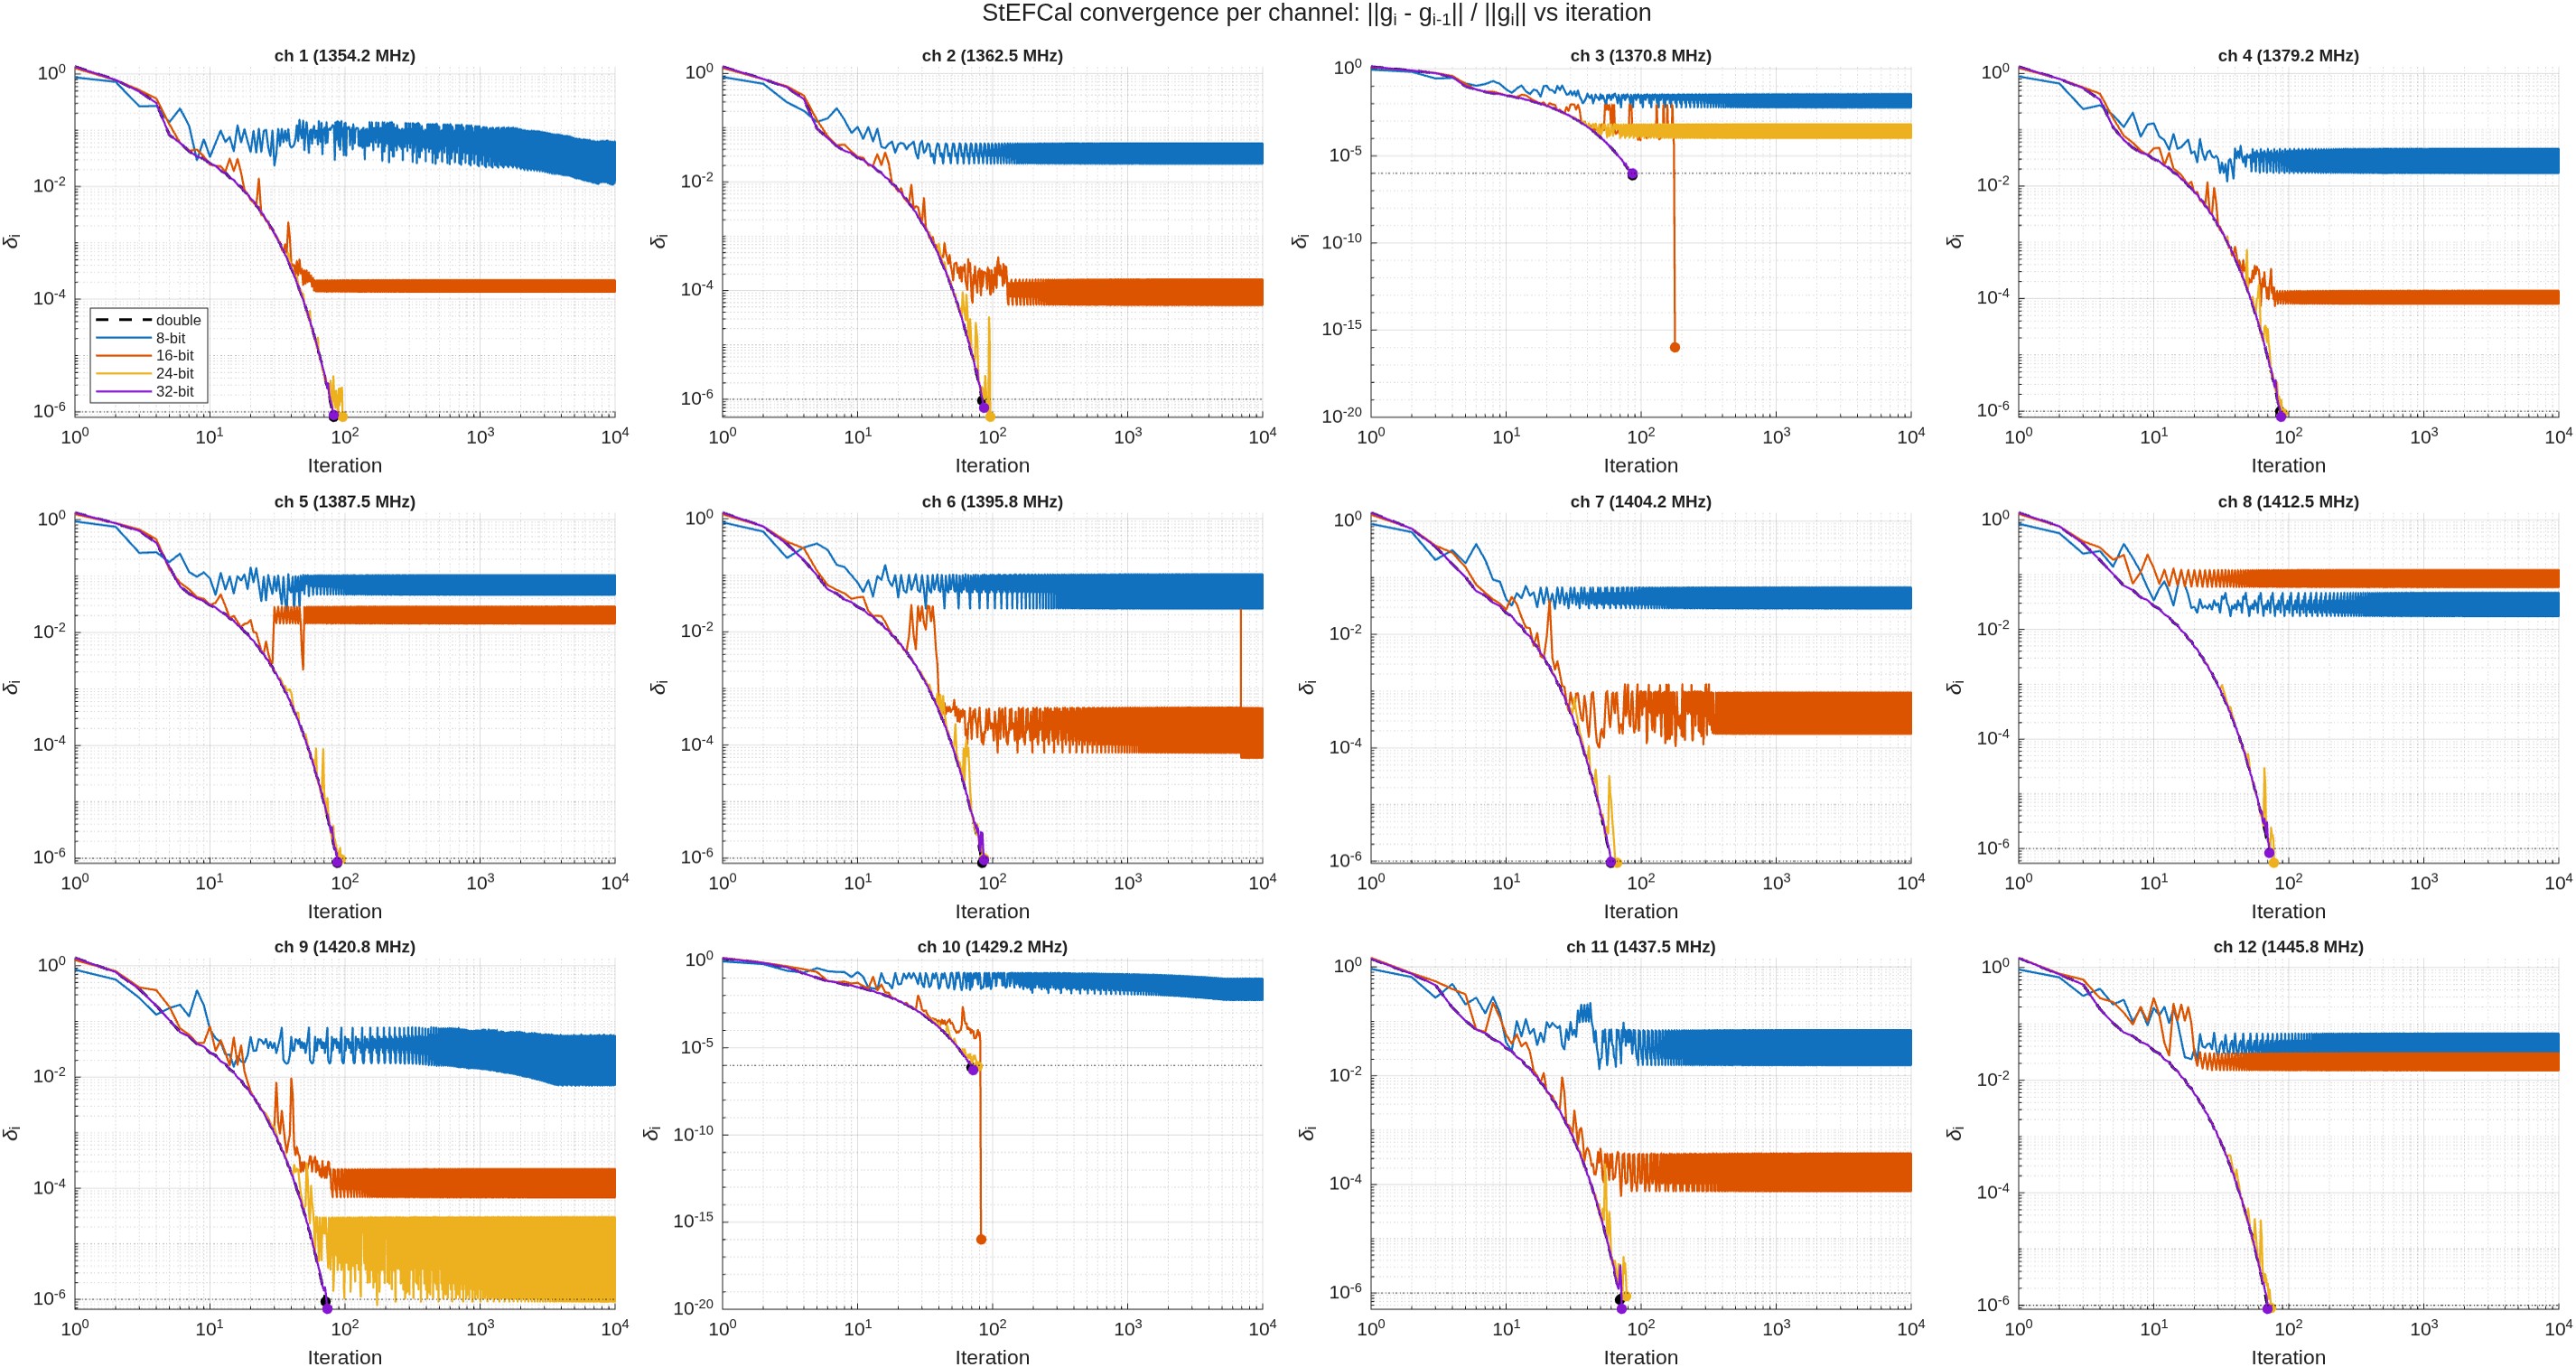 StEFCal convergence per channel: ||gᵢ - gᵢ₋₁|| / ||gᵢ|| vs iteration
ch 1 (1354.2 MHz)
10⁰
10⁻²
10⁻⁴
10⁻⁶
δᵢ
double
8-bit
16-bit
24-bit
32-bit
10⁰ 10¹ 10² 10³ 10⁴
Iteration
ch 2 (1362.5 MHz)
10⁰
10⁻²
10⁻⁴
10⁻⁶
δᵢ
10⁰ 10¹ 10² 10³ 10⁴
Iteration
ch 3 (1370.8 MHz)
10⁰
10⁻⁵
10⁻¹⁰
10⁻¹⁵
10⁻²⁰
δᵢ
10⁰ 10¹ 10² 10³ 10⁴
Iteration
ch 4 (1379.2 MHz)
10⁰
10⁻²
10⁻⁴
10⁻⁶
δᵢ
10⁰ 10¹ 10² 10³ 10⁴
Iteration
ch 5 (1387.5 MHz)
10⁰
10⁻²
10⁻⁴
10⁻⁶
δᵢ
10⁰ 10¹ 10² 10³ 10⁴
Iteration
ch 6 (1395.8 MHz)
10⁰
10⁻²
10⁻⁴
10⁻⁶
δᵢ
10⁰ 10¹ 10² 10³ 10⁴
Iteration
ch 7 (1404.2 MHz)
10⁰
10⁻²
10⁻⁴
10⁻⁶
δᵢ
10⁰ 10¹ 10² 10³ 10⁴
Iteration
ch 8 (1412.5 MHz)
10⁰
10⁻²
10⁻⁴
10⁻⁶
δᵢ
10⁰ 10¹ 10² 10³ 10⁴
Iteration
ch 9 (1420.8 MHz)
10⁰
10⁻²
10⁻⁴
10⁻⁶
δᵢ
10⁰ 10¹ 10² 10³ 10⁴
Iteration
ch 10 (1429.2 MHz)
10⁰
10⁻⁵
10⁻¹⁰
10⁻¹⁵
10⁻²⁰
δᵢ
10⁰ 10¹ 10² 10³ 10⁴
Iteration
ch 11 (1437.5 MHz)
10⁰
10⁻²
10⁻⁴
10⁻⁶
δᵢ
10⁰ 10¹ 10² 10³ 10⁴
Iteration
ch 12 (1445.8 MHz)
10⁰
10⁻²
10⁻⁴
10⁻⁶
δᵢ
10⁰ 10¹ 10² 10³ 10⁴
Iteration